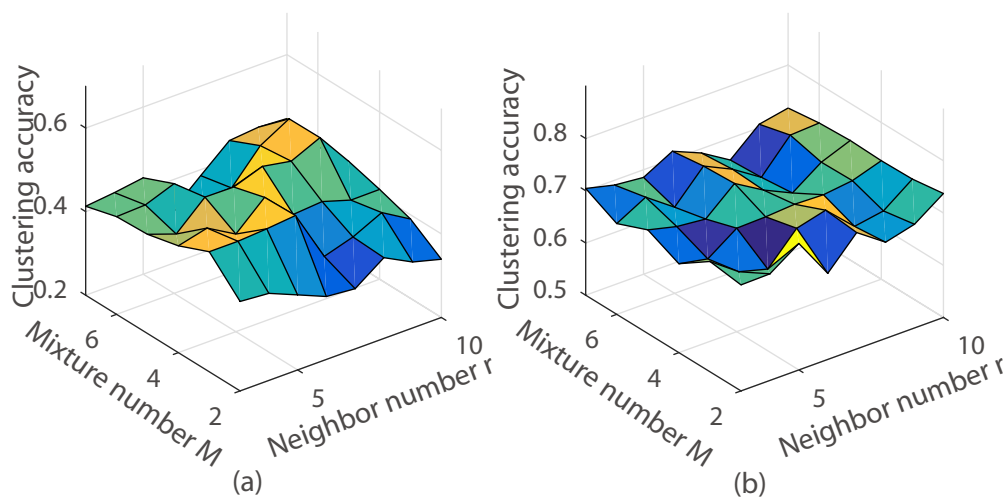 Clustering accuracy
0.6
0.4
0.2
6
4
2
Mixture number M
5
10
Neighbor number r
(a)
Clustering accuracy
0.8
0.7
0.6
0.5
6
4
2
Mixture number M
5
10
Neighbor number r
(b)